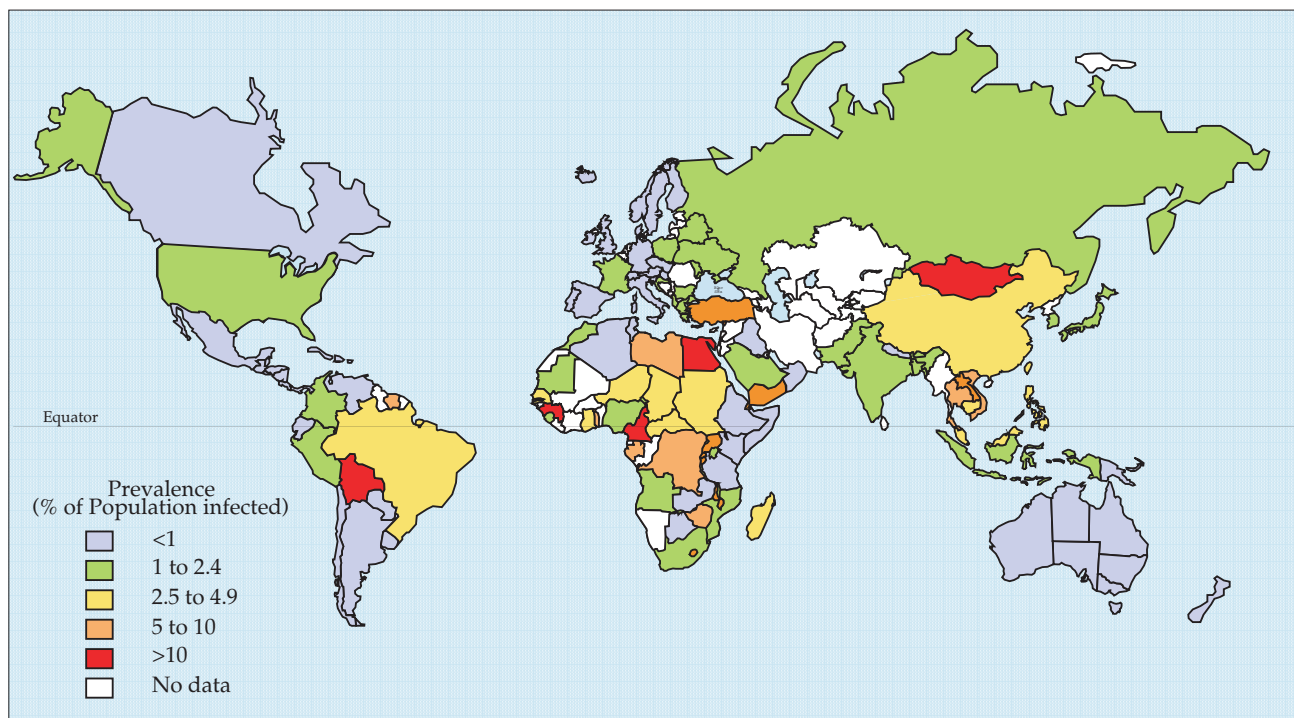 Equator
Prevalence
(% of Population infected)
<1
1 to 2.4
2.5 to 4.9
5 to 10
>10
No data